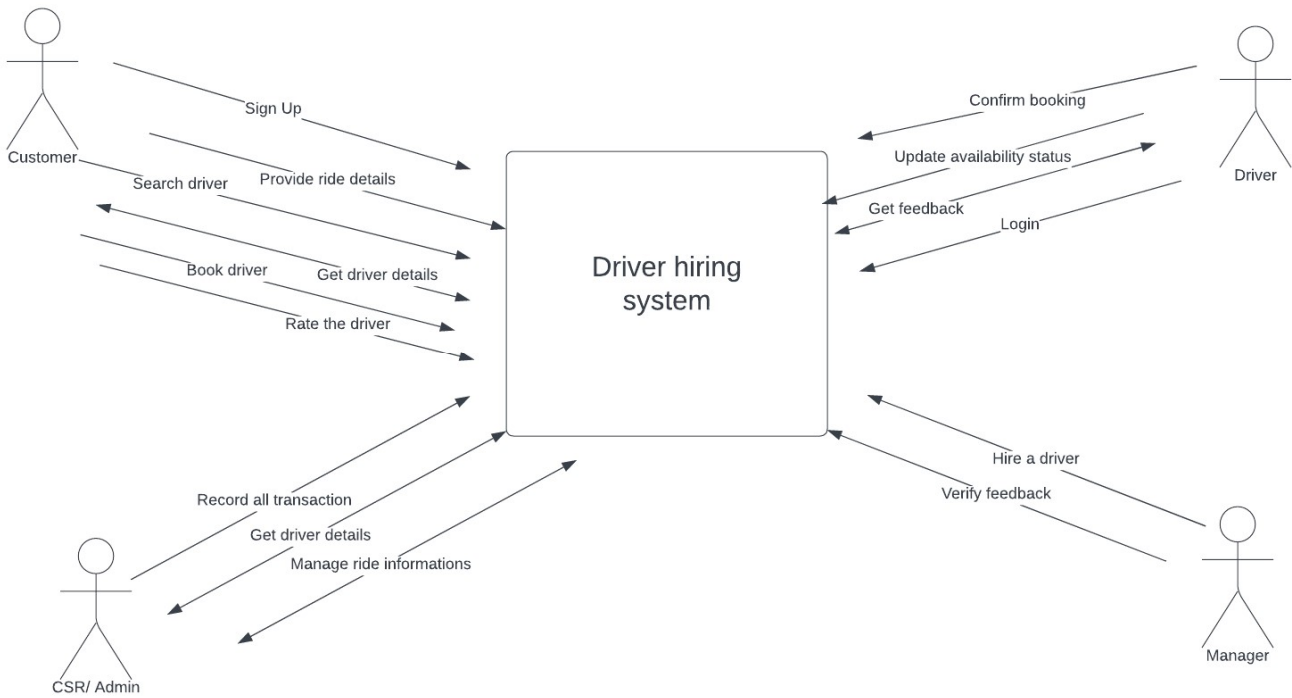 Sign Up
Confirm booking
Customer
Update availability status
Driver
Search driver
Provide ride details
Get feedback
Login
Book driver
Get driver details
Driver hiring
system
Rate the driver
Hire a driver
Verify feedback
Record all transaction
Get driver details
Manage ride informations
Manager
CSR/ Admin